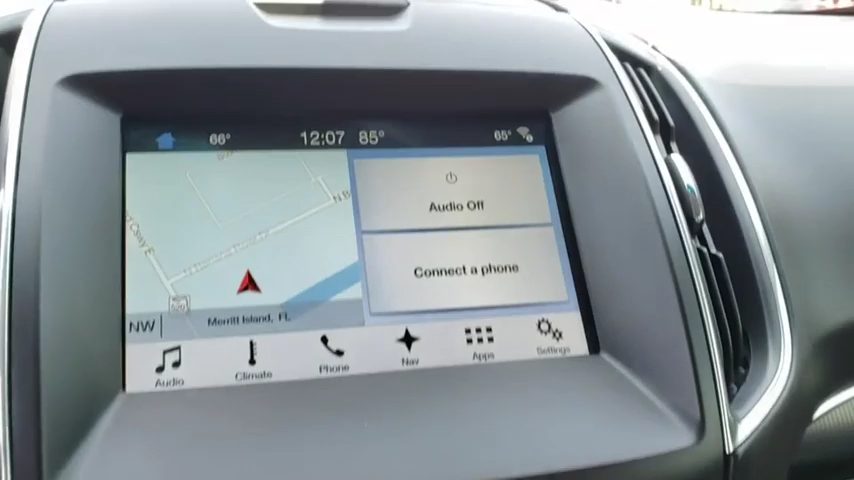 66° 12:07 85° 65°
Audio Off
Connect a phone
N B
Cswy E
NW
Merritt Island, FL
Audio Climate Phone Nav Apps Settings